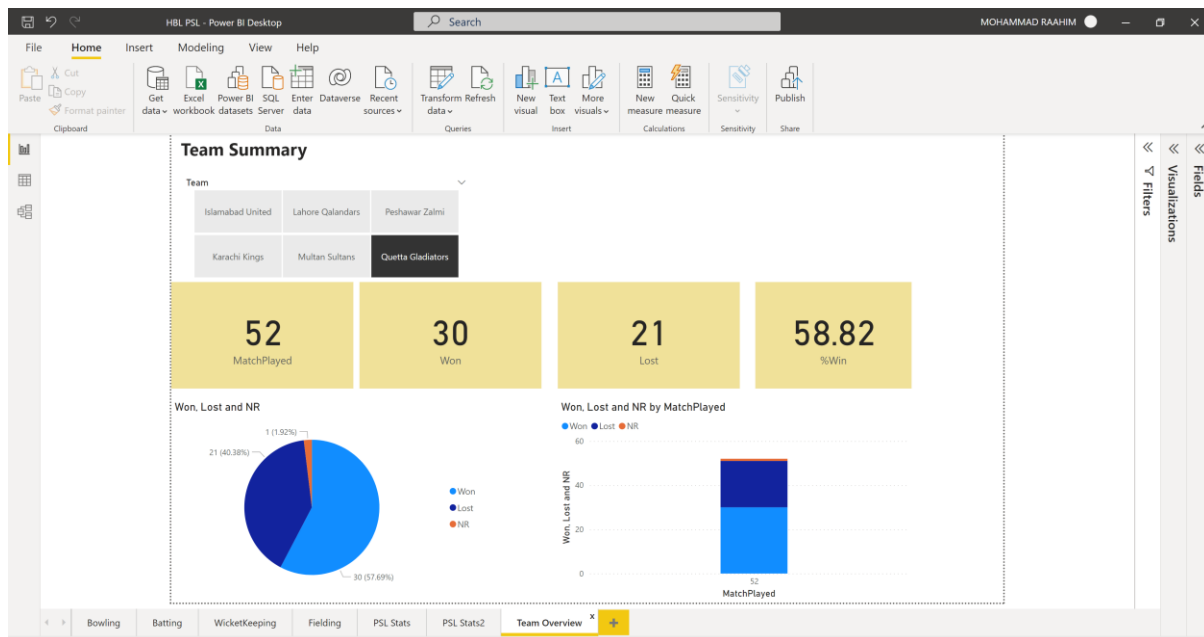 HBL PSL - Power BI Desktop
Search
MOHAMMAD RAAHIM
File Home Insert Modeling View Help
Paste
Cut
Copy
Format painter
Clipboard
Get data
Excel workbook
Power BI datasets
SQL Server
Enter data
Dataverse
Recent sources
Data
Transform data
Refresh
Queries
New visual
Text box
More visuals
Insert
New measure
Quick measure
Calculations
Sensitivity
Sensitivity
Publish
Share
Team Summary
Team
Islamabad United Lahore Qalandars Peshawar Zalmi
Karachi Kings Multan Sultans Quetta Gladiators
52 30 21 58.82
MatchPlayed Won Lost %Win
Won, Lost and NR
1 (1.92%)
21 (40.38%)
30 (57.69%)
Won
Lost
NR
Won, Lost and NR by MatchPlayed
Won Lost NR
Won, Lost and NR
60
40
20
0
52
MatchPlayed
Filters
Visualizations
Fields
Bowling Batting WicketKeeping Fielding PSL Stats PSL Stats2 Team Overview x +